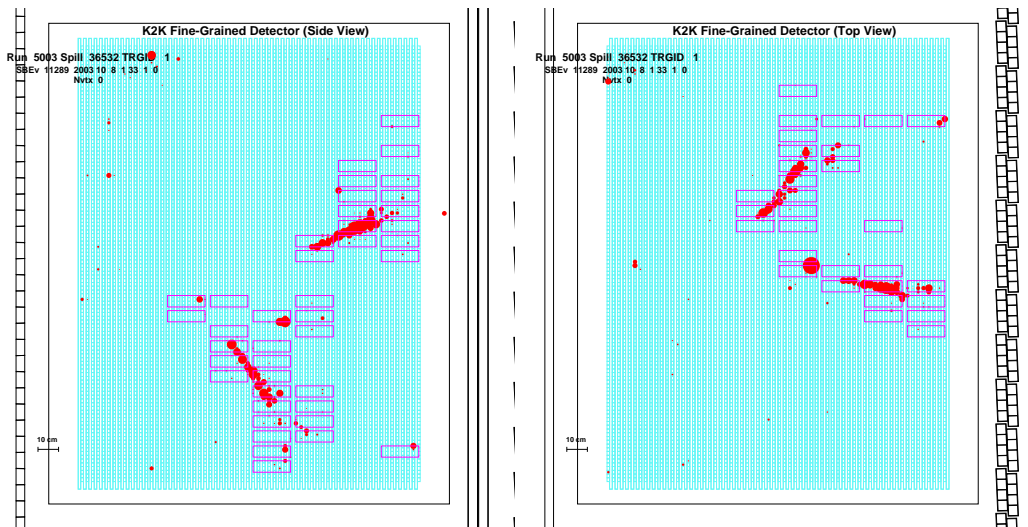 K2K Fine-Grained Detector (Side View)
Run 5003 Spill 36532 TRGID 1
SBEv 11289 2003 10 8 1 33 1 0
Nvtx 0
10 cm
K2K Fine-Grained Detector (Top View)
Run 5003 Spill 36532 TRGID 1
SBEv 11289 2003 10 8 1 33 1 0
Nvtx 0
10 cm